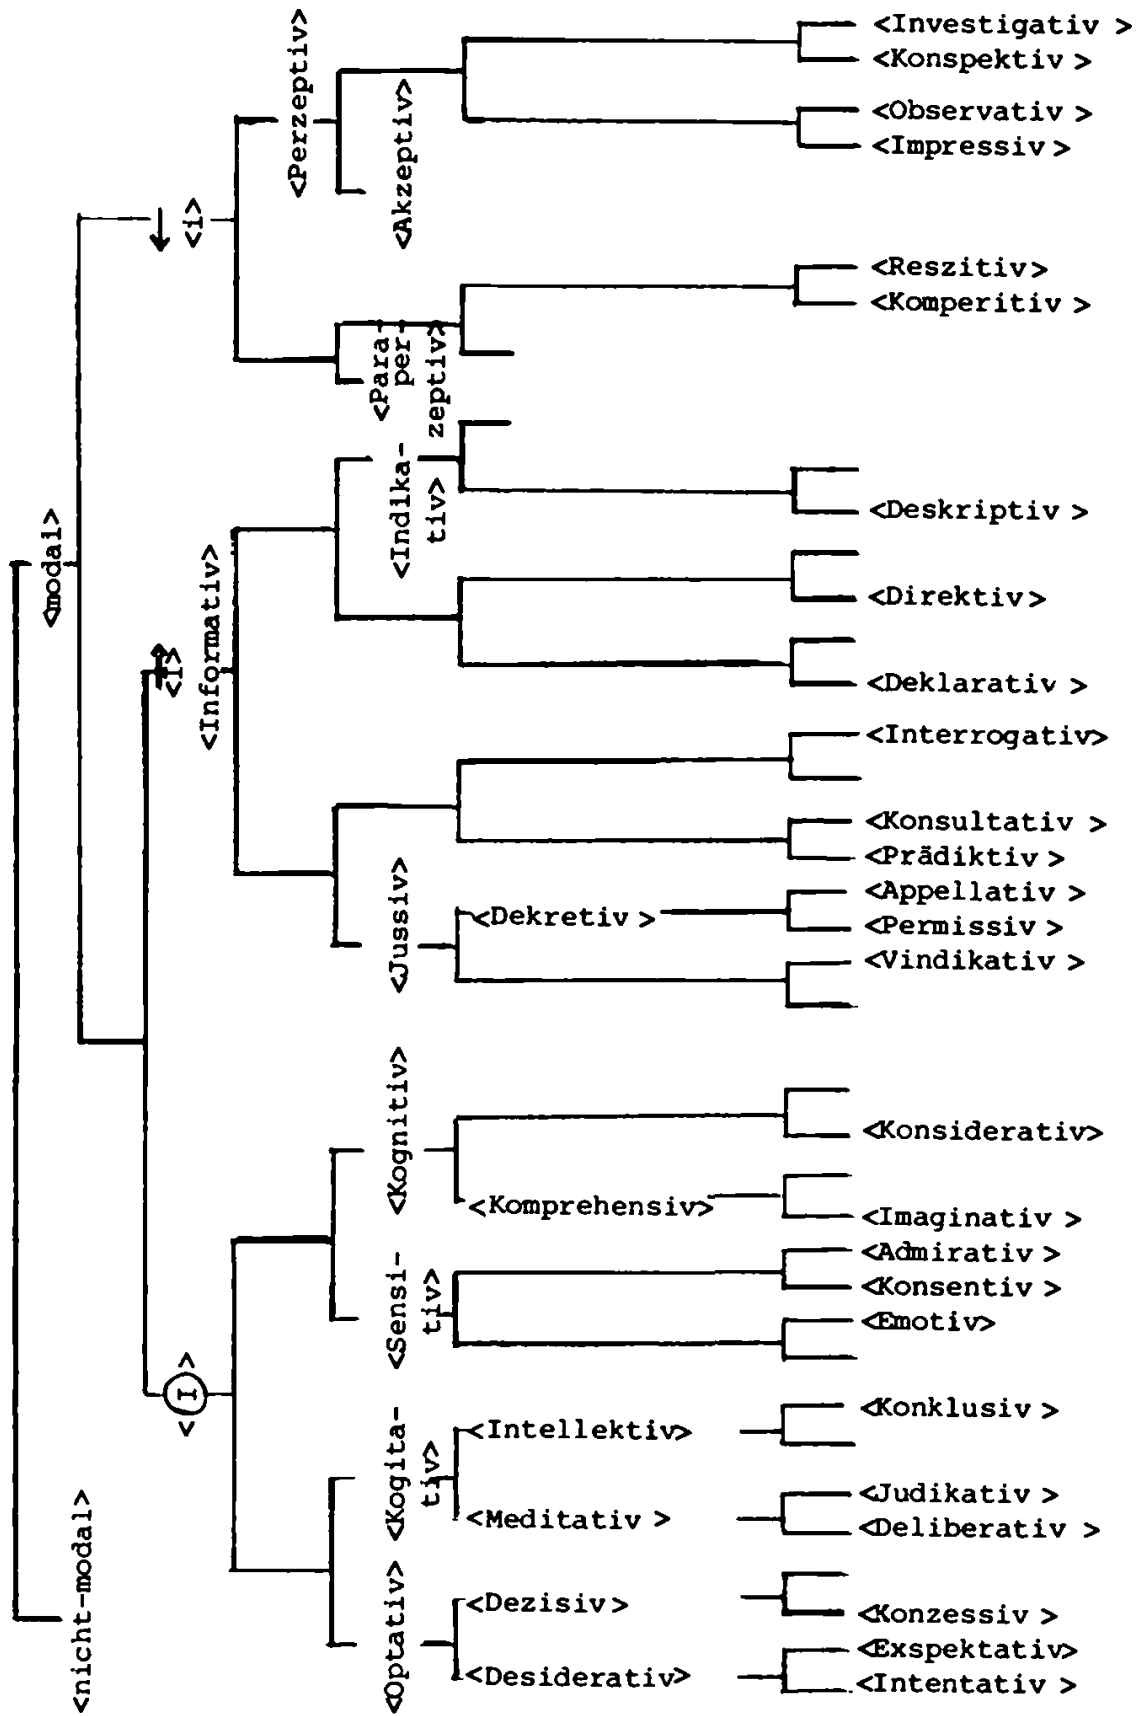 <nicht-modal>
<modal>
<i>
<I>
<Informativ>
<I>
<Perzeptiv>
<Akzeptiv>
<Para-
per-
zeptiv>
<Indika-
tiv>
<Jussiv>
<Kognitiv>
<Sensi-
tiv>
<Kogita-
tiv>
<Optativ>
<Dekretiv >
<Komprehensiv>
<Intellektiv>
<Meditativ >
<Dezisiv >
<Desiderativ>
<Investigativ >
<Konspektiv >
<Observativ >
<Impressiv >
<Reszitiv>
<Komperitiv >
<Deskriptiv >
<Direktiv>
<Deklarativ >
<Interrogativ>
<Konsultativ >
<Prädiktiv >
<Appellativ >
<Permissiv >
<Vindikativ >
<Konsiderativ>
<Imaginativ >
<Admirativ >
<Konsentiv >
<Emotiv>
<Konklusiv >
<Judikativ >
<Deliberativ >
<Konzessiv >
<Exspektativ>
<Intentativ >